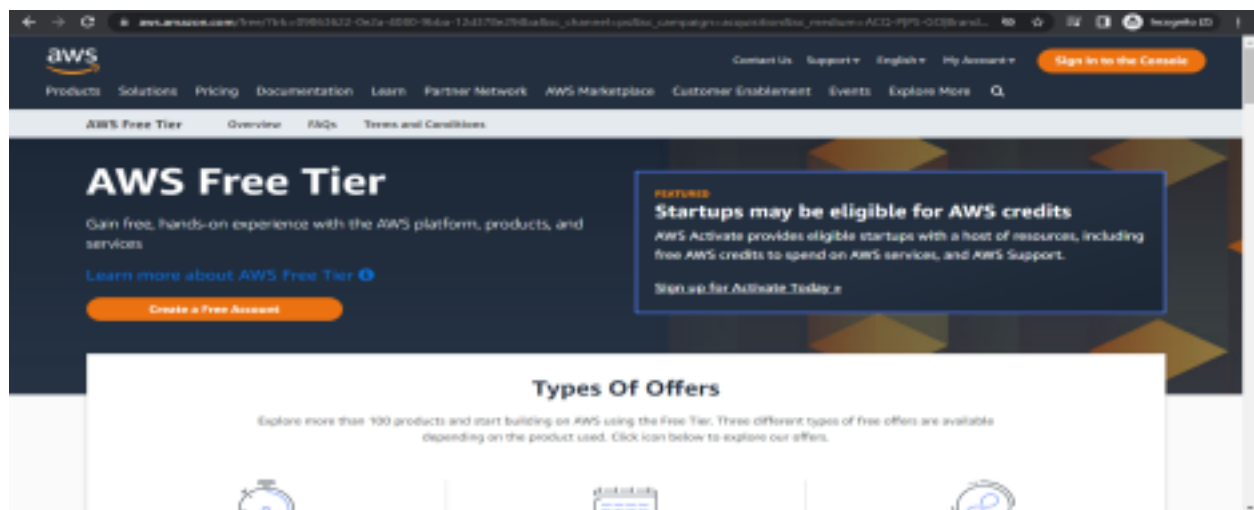 aws.amazon.com/free/
Incognito (2)
aws
Contact Us Support English My Account Sign In to the Console
Products Solutions Pricing Documentation Learn Partner Network AWS Marketplace Customer Enablement Events Explore More
AWS Free Tier Overview FAQs Terms and Conditions
AWS Free Tier
Gain free, hands-on experience with the AWS platform, products, and
services
Learn more about AWS Free Tier
Create a Free Account
FEATURED
Startups may be eligible for AWS credits
AWS Activate provides eligible startups with a host of resources, including
free AWS credits to spend on AWS services, and AWS Support.
Sign up for Activate Today »
Types Of Offers
Explore more than 100 products and start building on AWS using the Free Tier. Three different types of free offers are available
depending on the product used. Click icon below to explore our offers.